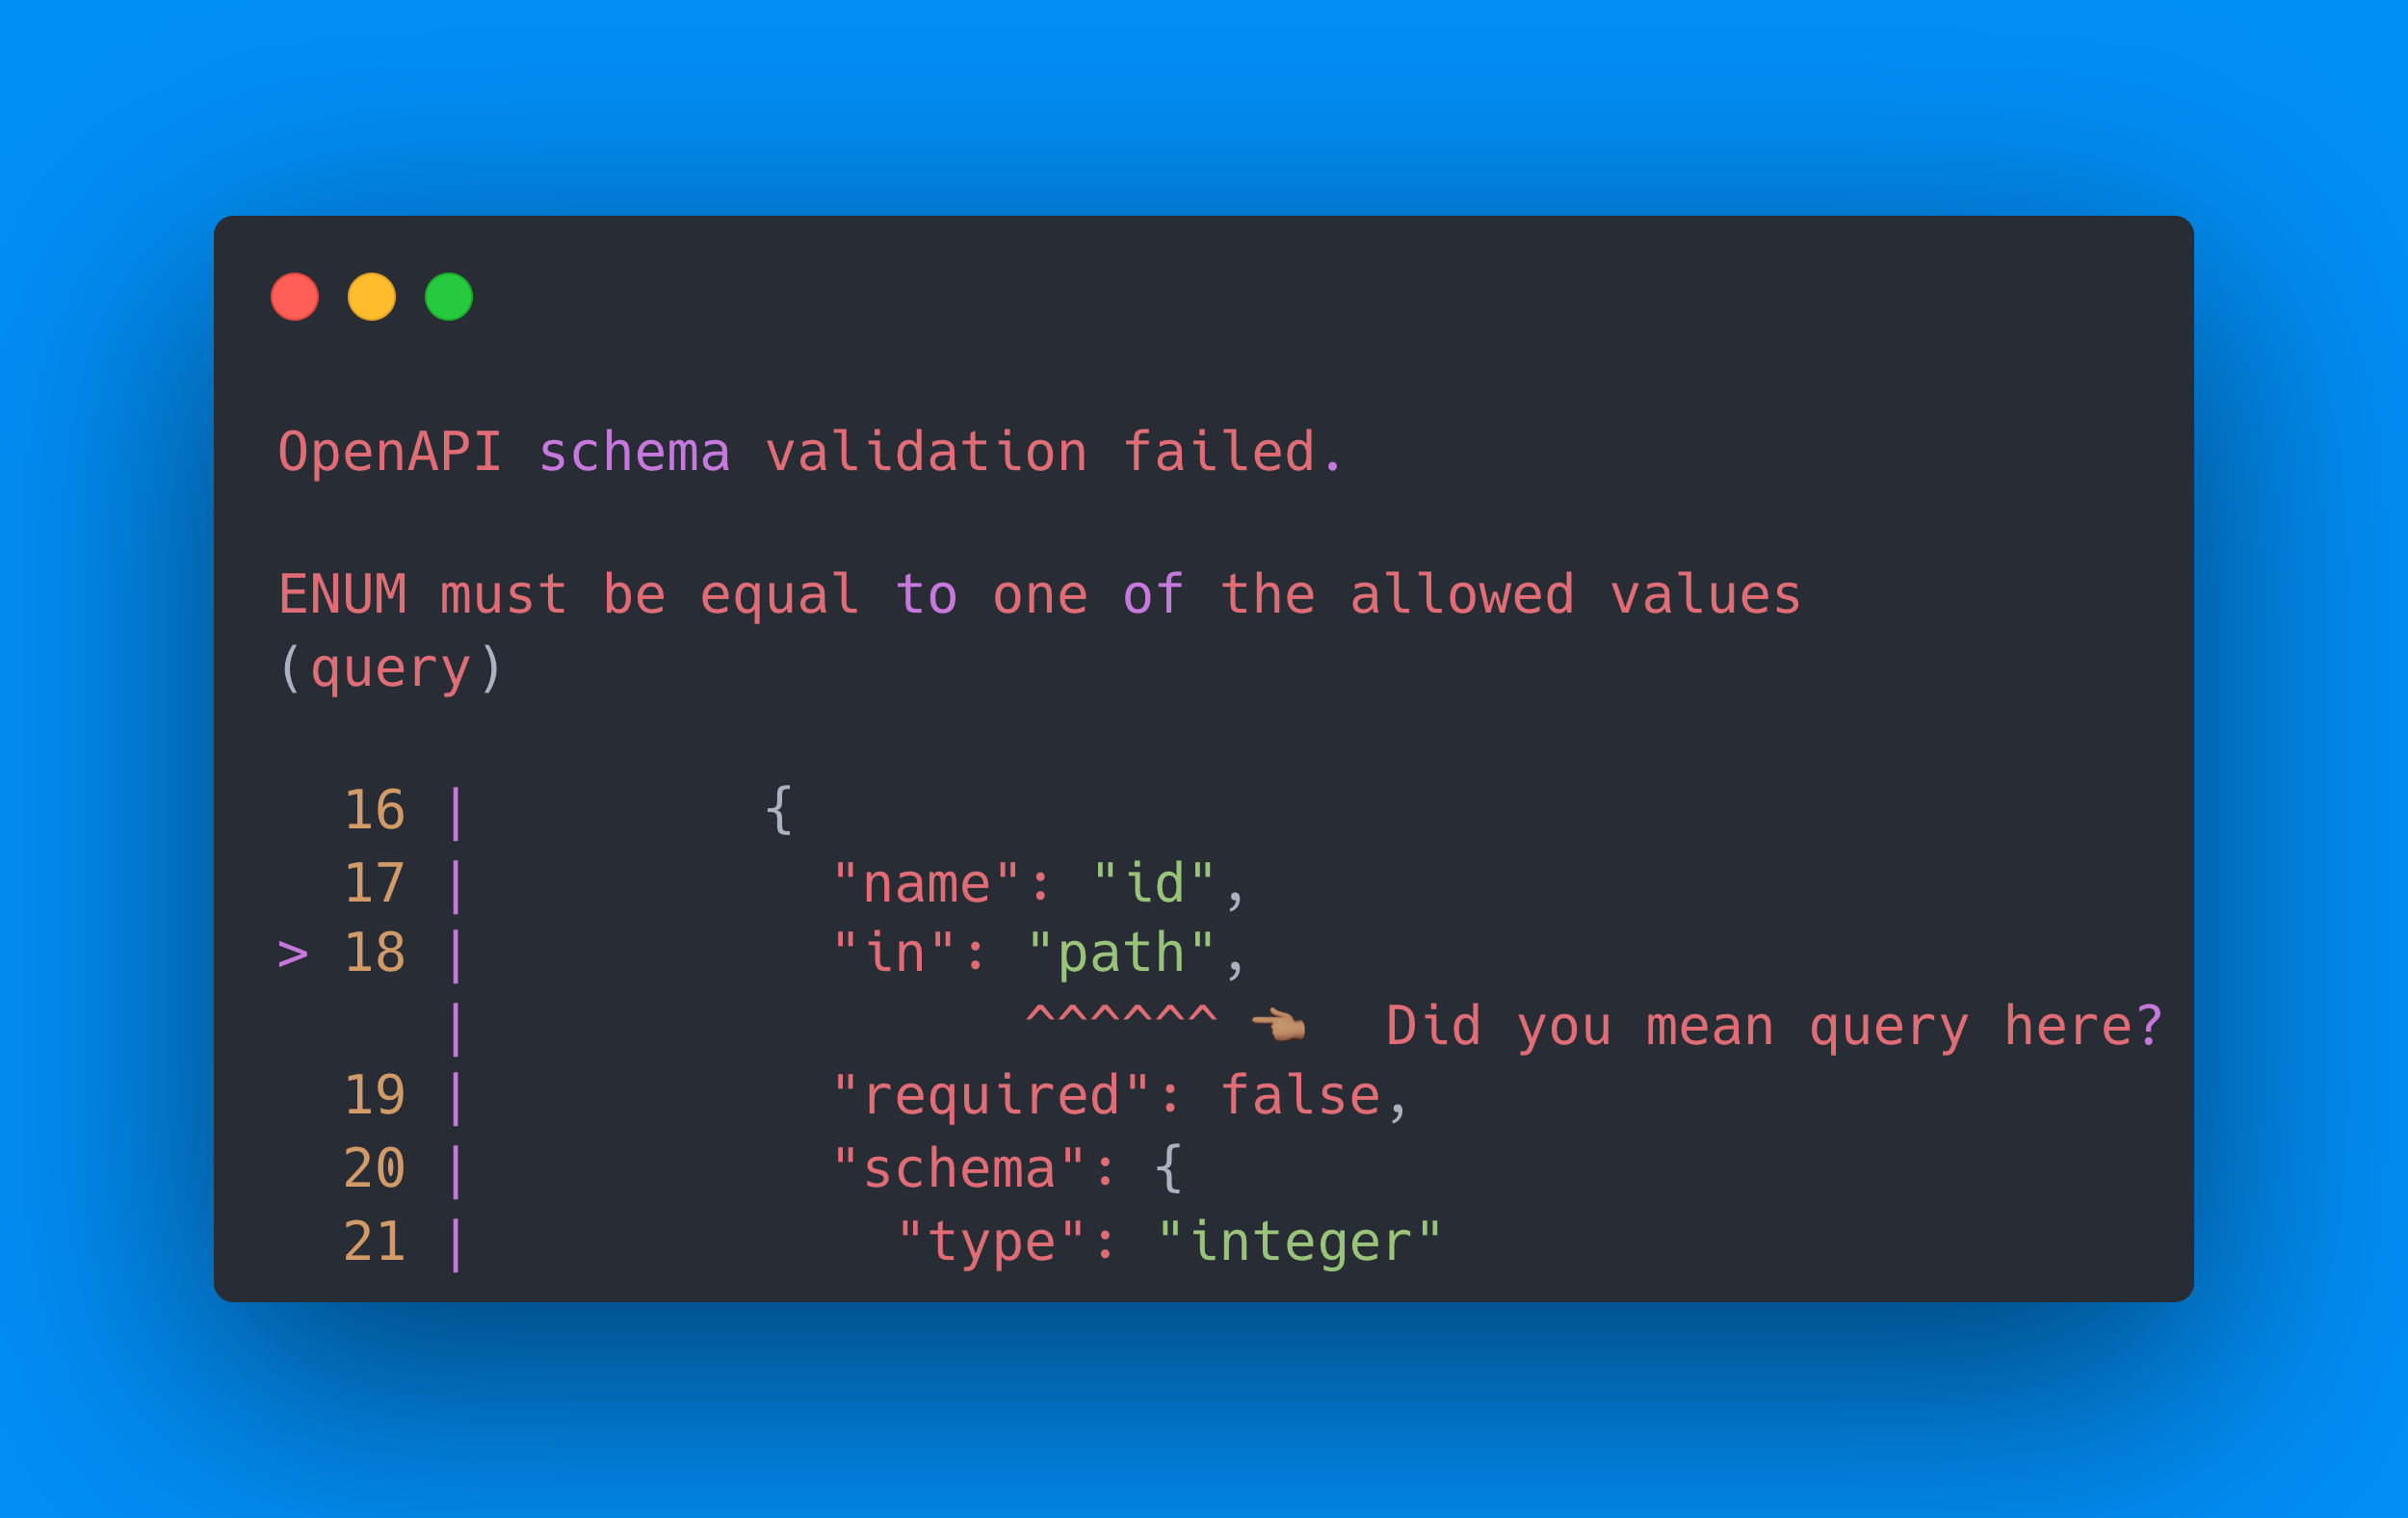 OpenAPI schema validation failed.
ENUM must be equal to one of the allowed values
(query)
16 | {
17 | "name": "id",
> 18 | "in": "path",
| ^^^^^^ 👈🏽 Did you mean query here?
19 | "required": false,
20 | "schema": {
21 | "type": "integer"